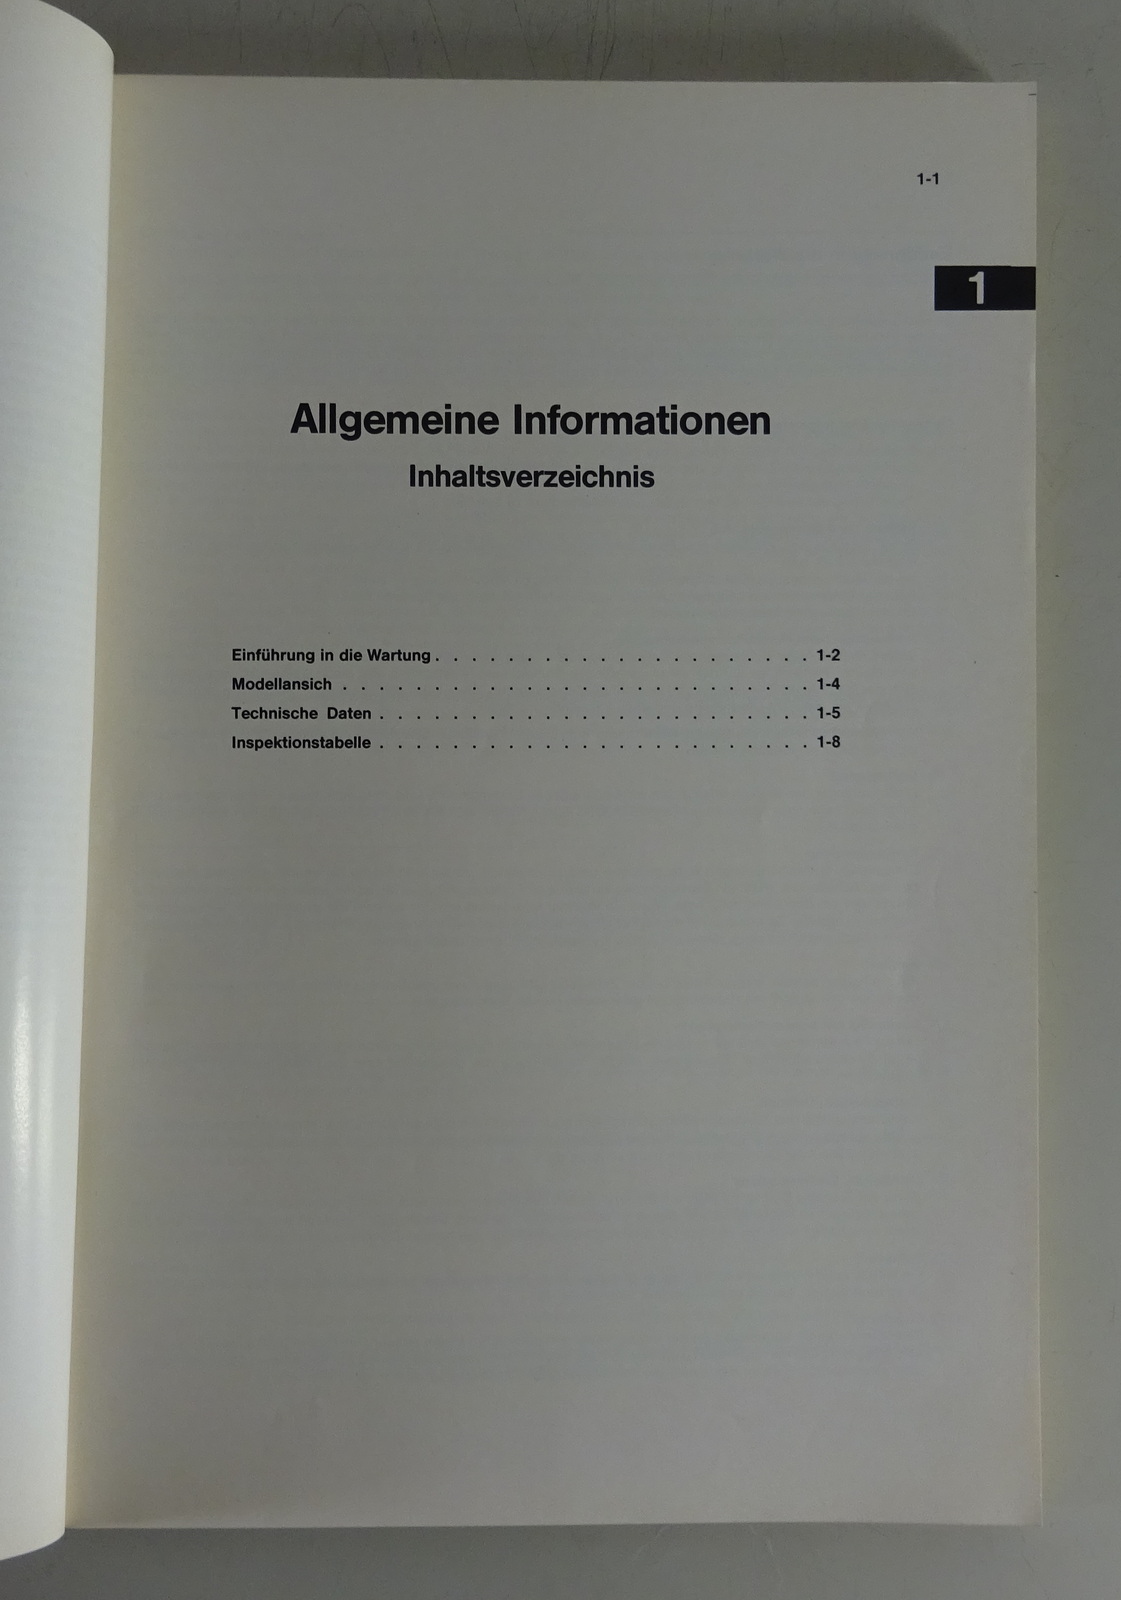 1-1
1
Allgemeine Informationen
Inhaltsverzeichnis
Einführung in die Wartung . . . . . . . . . . . . . . . . . . . . . 1-2
Modellansich . . . . . . . . . . . . . . . . . . . . . . . . . . 1-4
Technische Daten . . . . . . . . . . . . . . . . . . . . . . . . 1-5
Inspektionstabelle . . . . . . . . . . . . . . . . . . . . . . . . 1-8